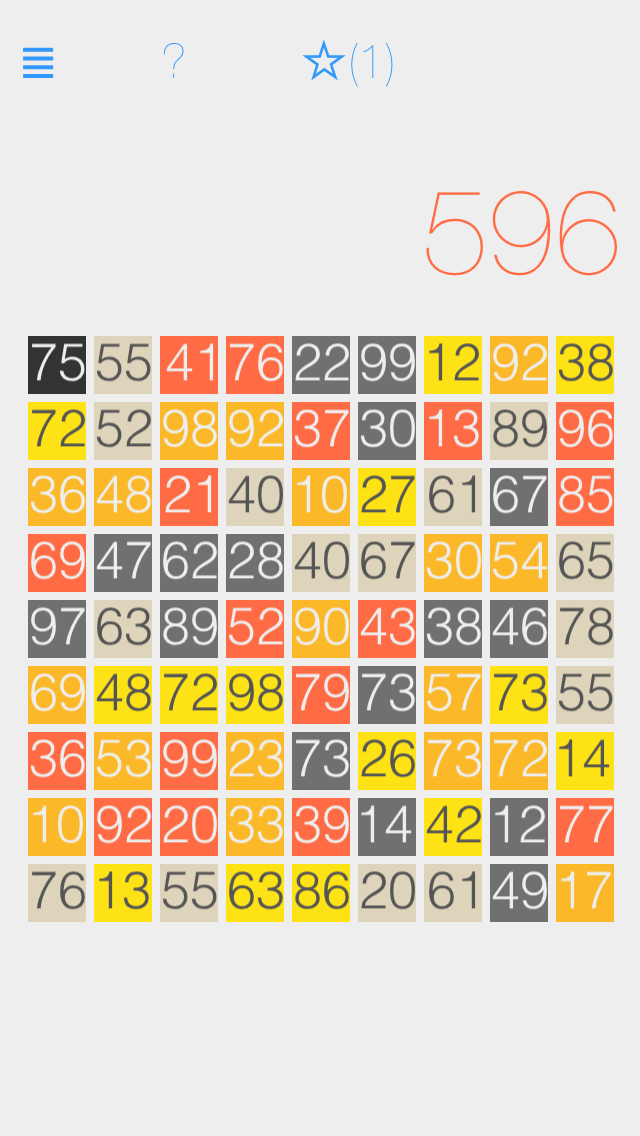 ? ☆(1)
596
75 55 41 76 22 99 12 92 38
72 52 98 92 37 30 13 89 96
36 48 21 40 10 27 61 67 85
69 47 62 28 40 67 30 54 65
97 63 89 52 90 43 38 46 78
69 48 72 98 79 73 57 73 55
36 53 99 23 73 26 73 72 14
10 92 20 33 39 14 42 12 77
76 13 55 63 86 20 61 49 17